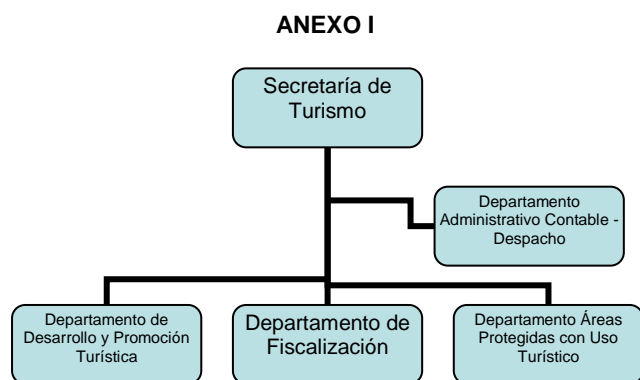 ANEXO I
Secretaría de
Turismo
Departamento
Administrativo Contable -
Despacho
Departamento de
Desarrollo y Promoción
Turística
Departamento de
Fiscalización
Departamento Áreas
Protegidas con Uso
Turístico